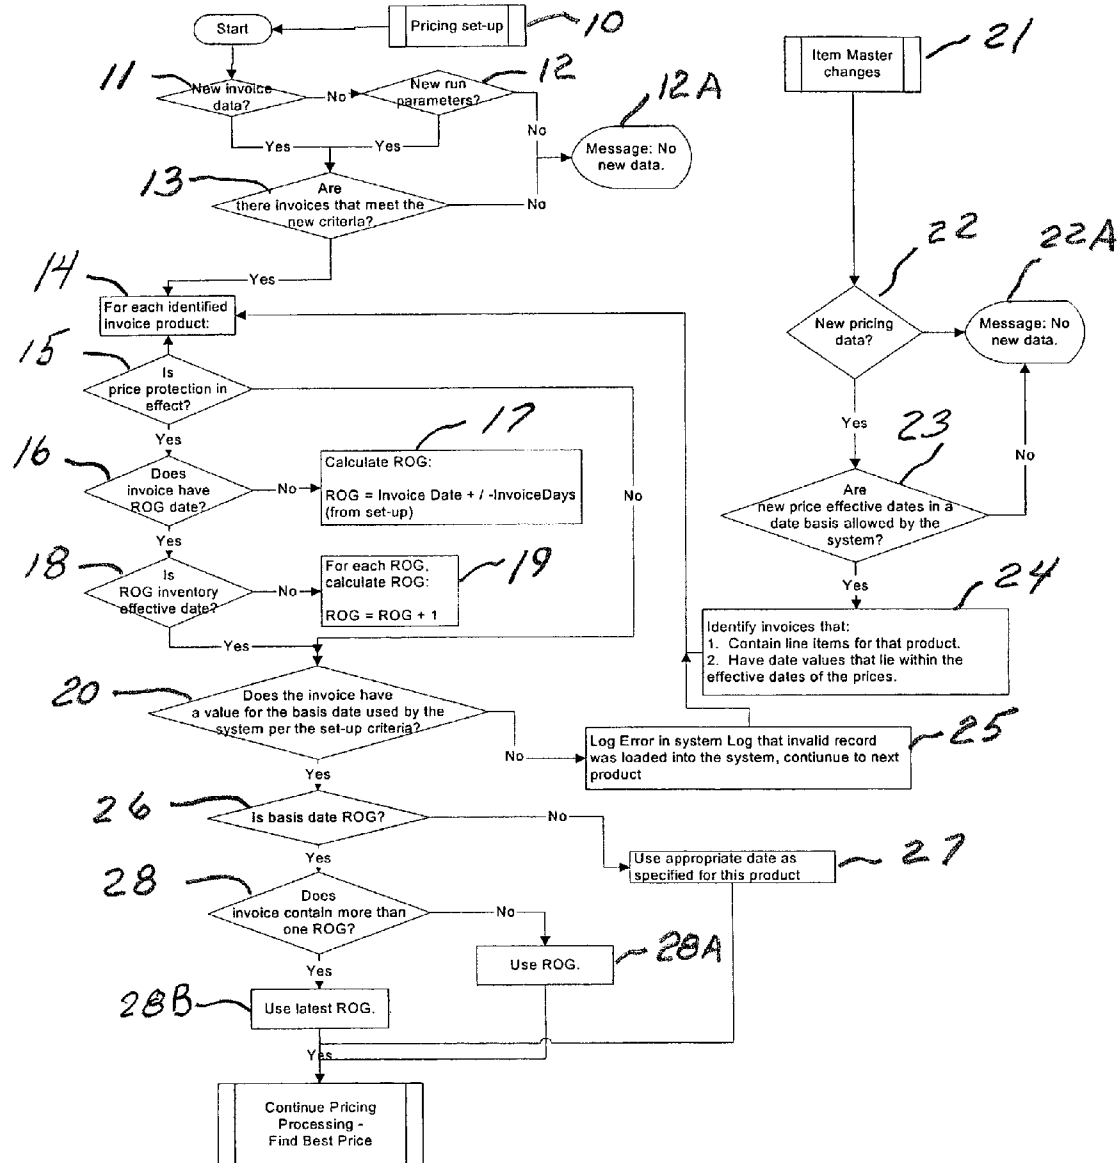 Start
Pricing set-up
10
11
New invoice
data?
No
New run
parameters?
12
Yes
Yes
No
12A
Message: No
new data.
13
Are
there invoices that meet the
new criteria?
No
Yes
14
For each identified
invoice product:
15
Is
price protection in
effect?
Yes
No
16
Does
invoice have
ROG date?
No
17
Calculate ROG:
ROG = Invoice Date + / -InvoiceDays
(from set-up)
Yes
18
Is
ROG inventory
effective date?
No
For each ROG,
calculate ROG:
ROG = ROG + 1
19
Yes
20
Does the invoice have
a value for the basis date used by the
system per the set-up criteria?
No
Log Error in system Log that invalid record
was loaded into the system, contiunue to next
product
25
Yes
26
Is basis date ROG?
No
Use appropriate date as
specified for this product
27
Yes
28
Does
invoice contain more than
one ROG?
No
Use ROG.
28A
Yes
28B
Use latest ROG.
Yes
Continue Pricing
Processing -
Find Best Price
Item Master
changes
21
22
New pricing
data?
22A
Message: No
new data.
Yes
23
Are
new price effective dates in a
date basis allowed by the
system?
No
Yes
24
Identify invoices that:
1. Contain line items for that product.
2. Have date values that lie within the
effective dates of the prices.